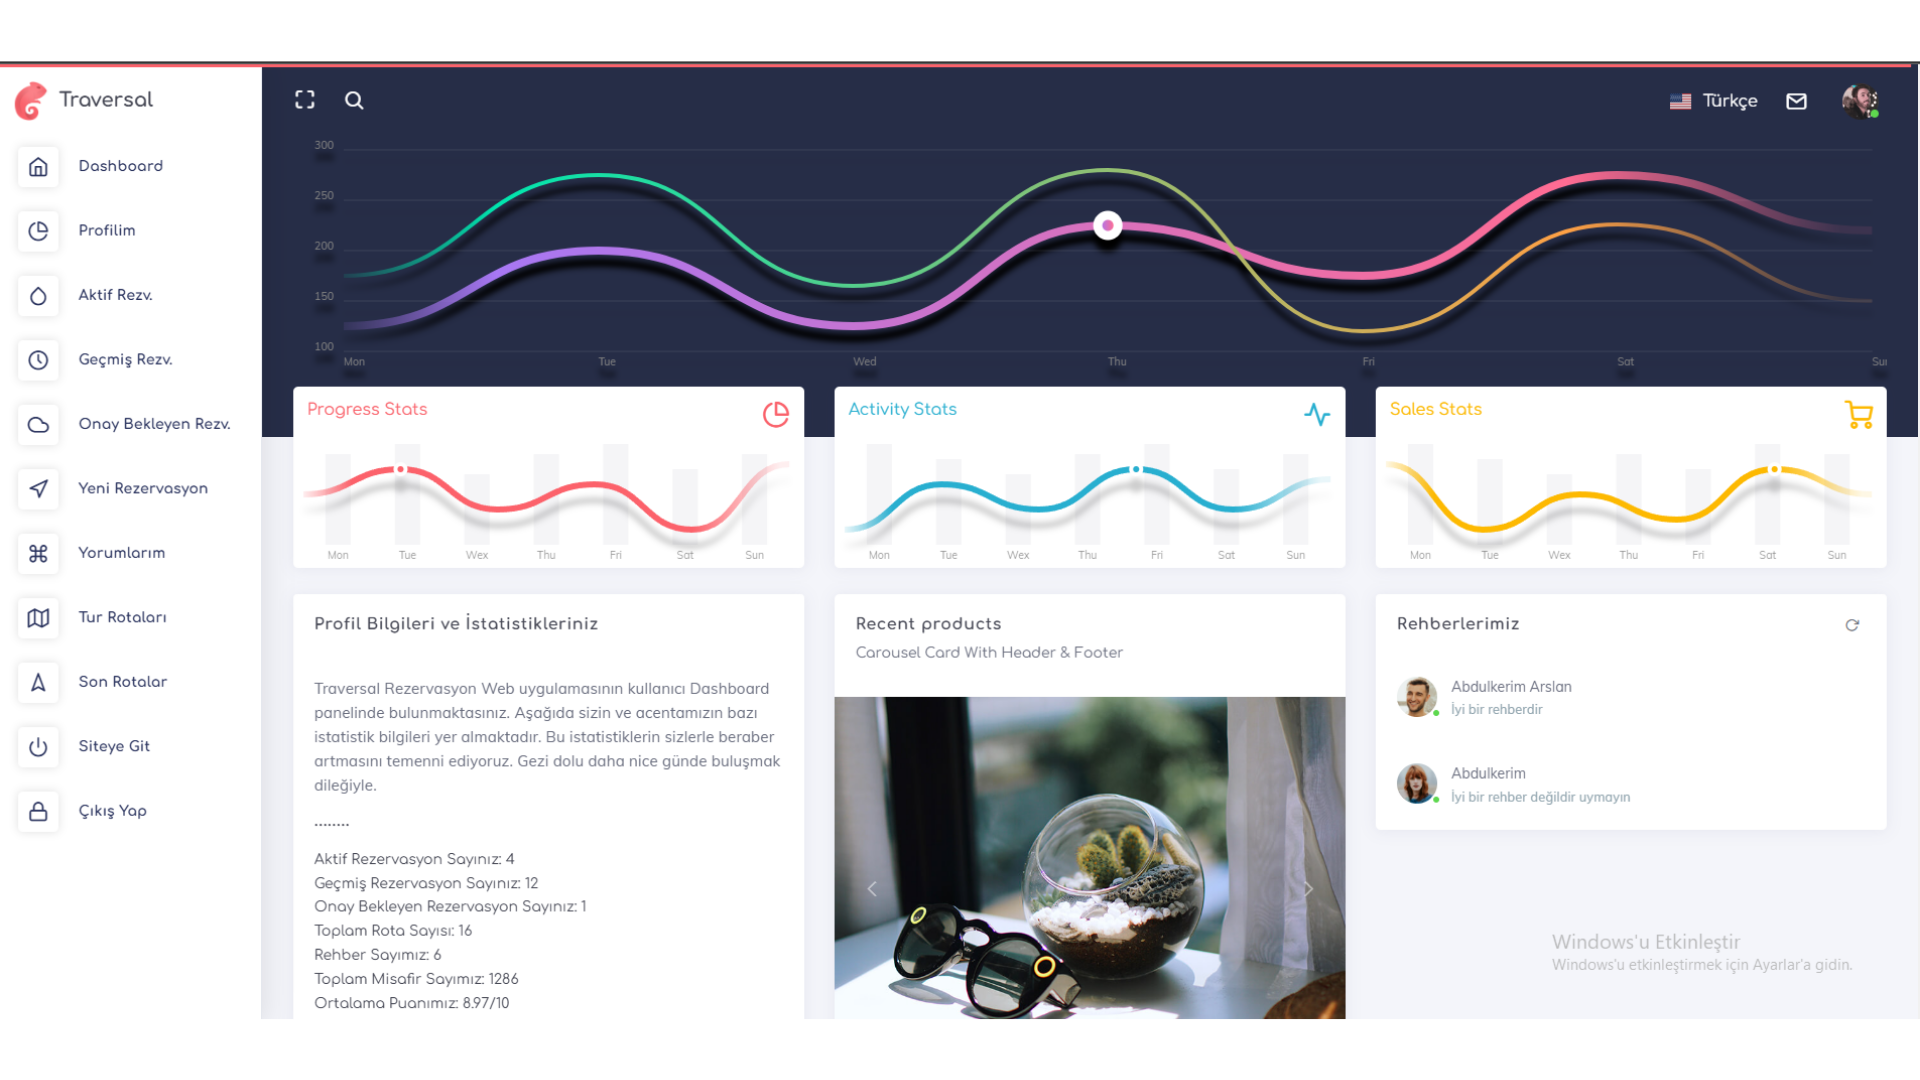 Traversal
Türkçe
Dashboard
Profilim
Aktif Rezv.
Geçmiş Rezv.
Onay Bekleyen Rezv.
Yeni Rezervasyon
Yorumlarım
Tur Rotaları
Son Rotalar
Siteye Git
Çıkış Yap
300
250
200
150
100
Mon Tue Wed Thu Fri Sat Sun
Progress Stats
Mon Tue Wex Thu Fri Sat Sun
Activity Stats
Mon Tue Wex Thu Fri Sat Sun
Sales Stats
Mon Tue Wex Thu Fri Sat Sun
Profil Bilgileri ve İstatistikleriniz
Traversal Rezervasyon Web uygulamasının kullanıcı Dashboard
panelinde bulunmaktasınız. Aşağıda sizin ve acentamızın bazı
istatistik bilgileri yer almaktadır. Bu istatistiklerin sizlerle beraber
artmasını temenni ediyoruz. Gezi dolu daha nice günde buluşmak
dileğiyle.
........
Aktif Rezervasyon Sayınız: 4
Geçmiş Rezervasyon Sayınız: 12
Onay Bekleyen Rezervasyon Sayınız: 1
Toplam Rota Sayısı: 16
Rehber Sayımız: 6
Toplam Misafir Sayımız: 1286
Ortalama Puanımız: 8.97/10
Recent products
Carousel Card With Header & Footer
Rehberlerimiz
Abdulkerim Arslan
İyi bir rehberdir
Abdulkerim
İyi bir rehber değildir uymayın
Windows'u Etkinleştir
Windows'u etkinleştirmek için Ayarlar'a gidin.